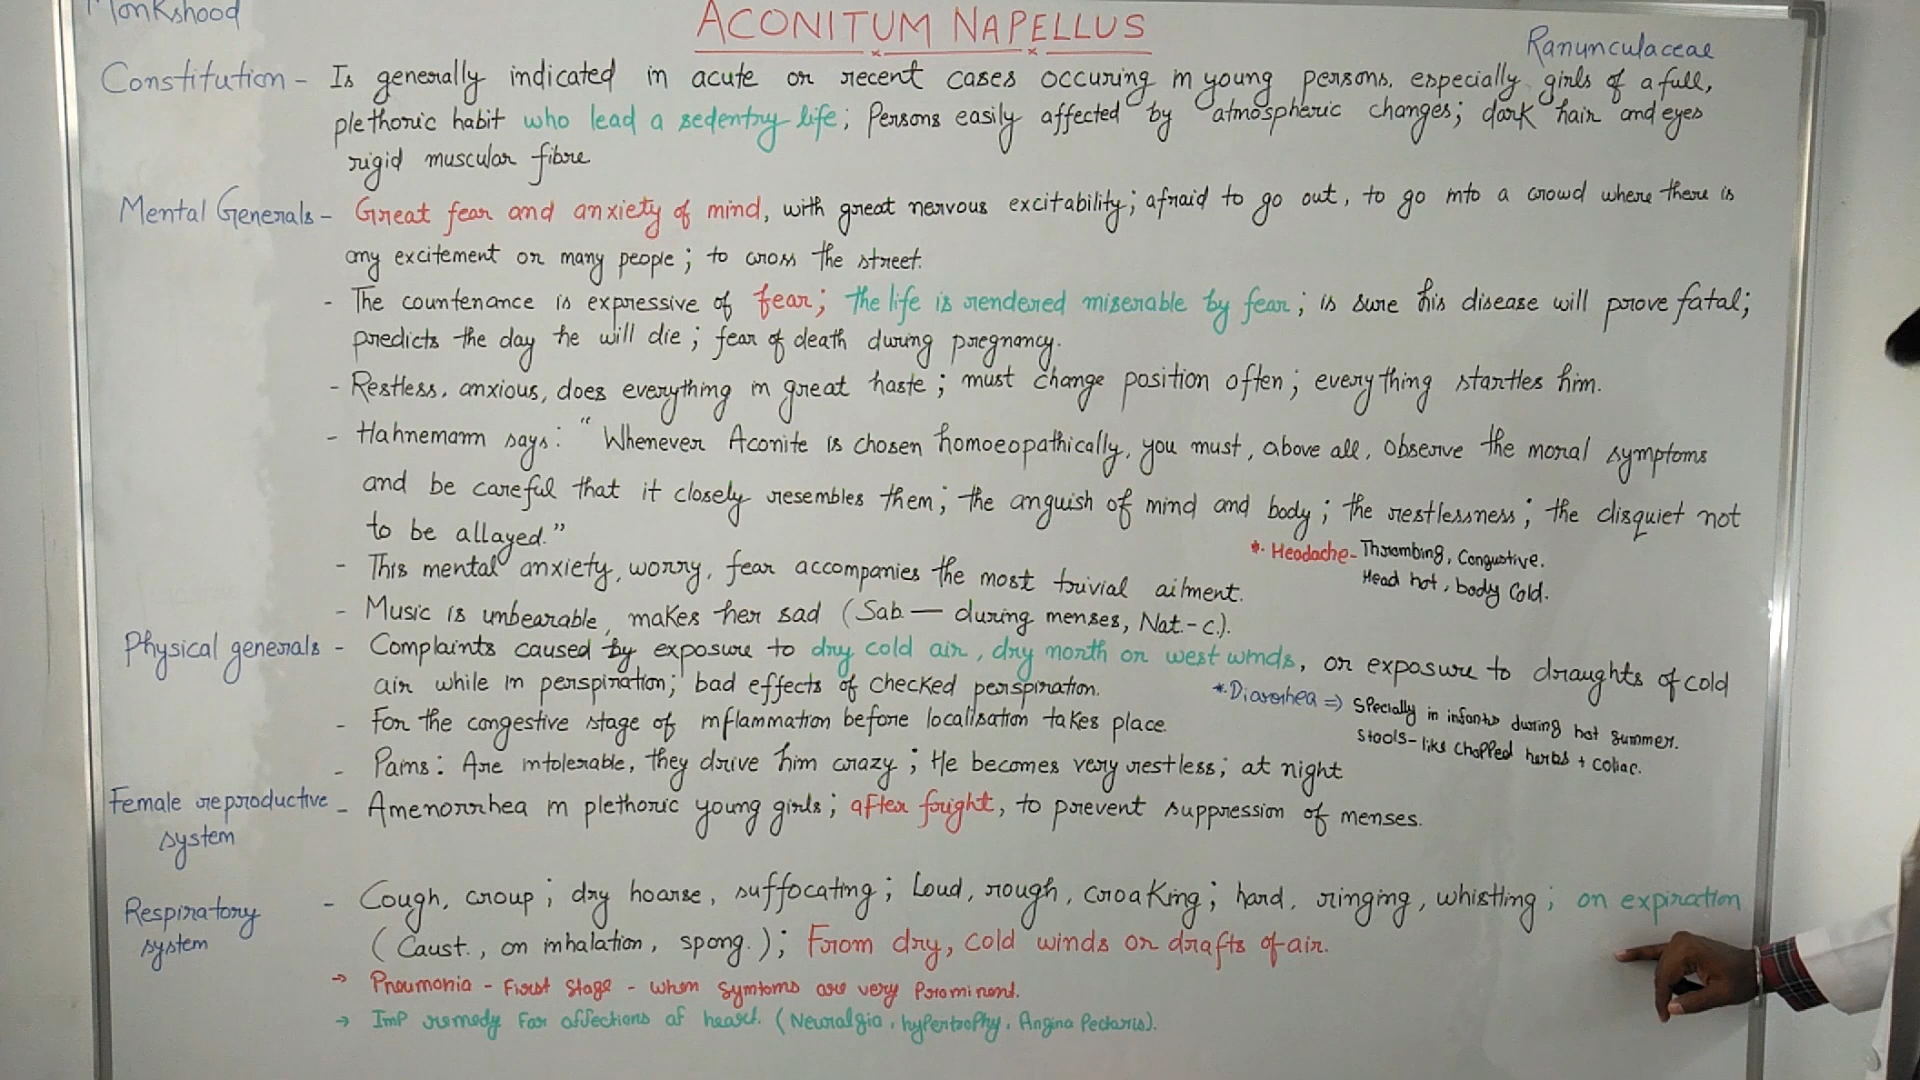 Monkshood
ACONITUM NAPELLUS
Ranunculaceae
Constitution - Is generally indicated in acute or recent cases occuring in young persons, especially girls of a full,
plethoric habit who lead a sedentry life; Persons easily affected by atmospheric changes; dark hair and eyes
rigid muscular fibre
Mental Generals - Great fear and anxiety of mind, with great nervous excitability; afraid to go out, to go into a crowd where there is
any excitement or many people; to cross the street.
- The countenance is expressive of fear; the life is rendered miserable by fear; is sure his disease will prove fatal;
predicts the day he will die; fear of death during pregnancy.
- Restless, anxious, does everything in great haste; must change position often; everything startles him.
- Hahnemann says: "Whenever Aconite is chosen homoeopathically, you must, above all, observe the moral symptoms
and be careful that it closely resembles them; the anguish of mind and body; the restlessness; the disquiet not
to be allayed."
*. Headache - Thrombing, Congustive.
Head hot, body Cold.
- This mental anxiety, worry, fear accompanies the most trivial ailment.
- Music is unbearable, makes her sad (Sab. — during menses, Nat.-c.).
Physical generals - Complaints caused by exposure to dry cold air, dry north or west winds, or exposure to draughts of cold
air while in perspiration; bad effects of checked perspiration.
*. Diarrhea => Specially in infants during hot summer.
Stools - like chopped herbs + coliac.
- For the congestive stage of inflammation before localisation takes place.
- Pains: Are intolerable, they drive him crazy; He becomes very restless; at night
Female reproductive system - Amenorrhea in plethoric young girls; after fright, to prevent suppression of menses.
Respiratory system - Cough, croup; dry hoarse, suffocating; Loud, rough, croaking; hard, ringing, whistling; on expiration
(Caust., on inhalation, spong.); From dry, cold winds or drafts of air.
→ Pneumonia - First Stage - when Symtoms are very Prominent.
→ Imp remedy For affections of heart. (Neuralgia, hypertrophy, Angina Pectoris).